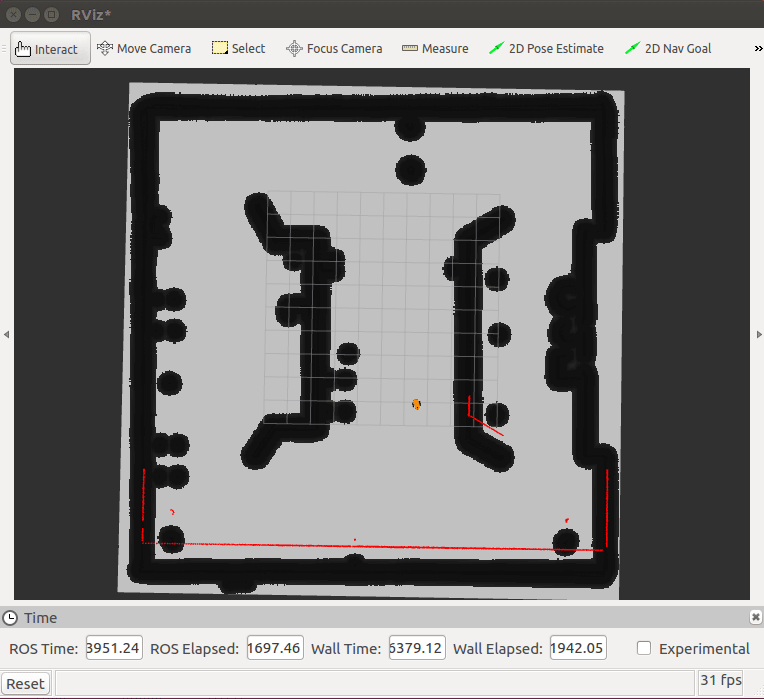 RViz*
Interact Move Camera Select Focus Camera Measure 2D Pose Estimate 2D Nav Goal »
Time
ROS Time: 3951.24 ROS Elapsed: 1697.46 Wall Time: 6379.12 Wall Elapsed: 1942.05 Experimental
Reset 31 fps